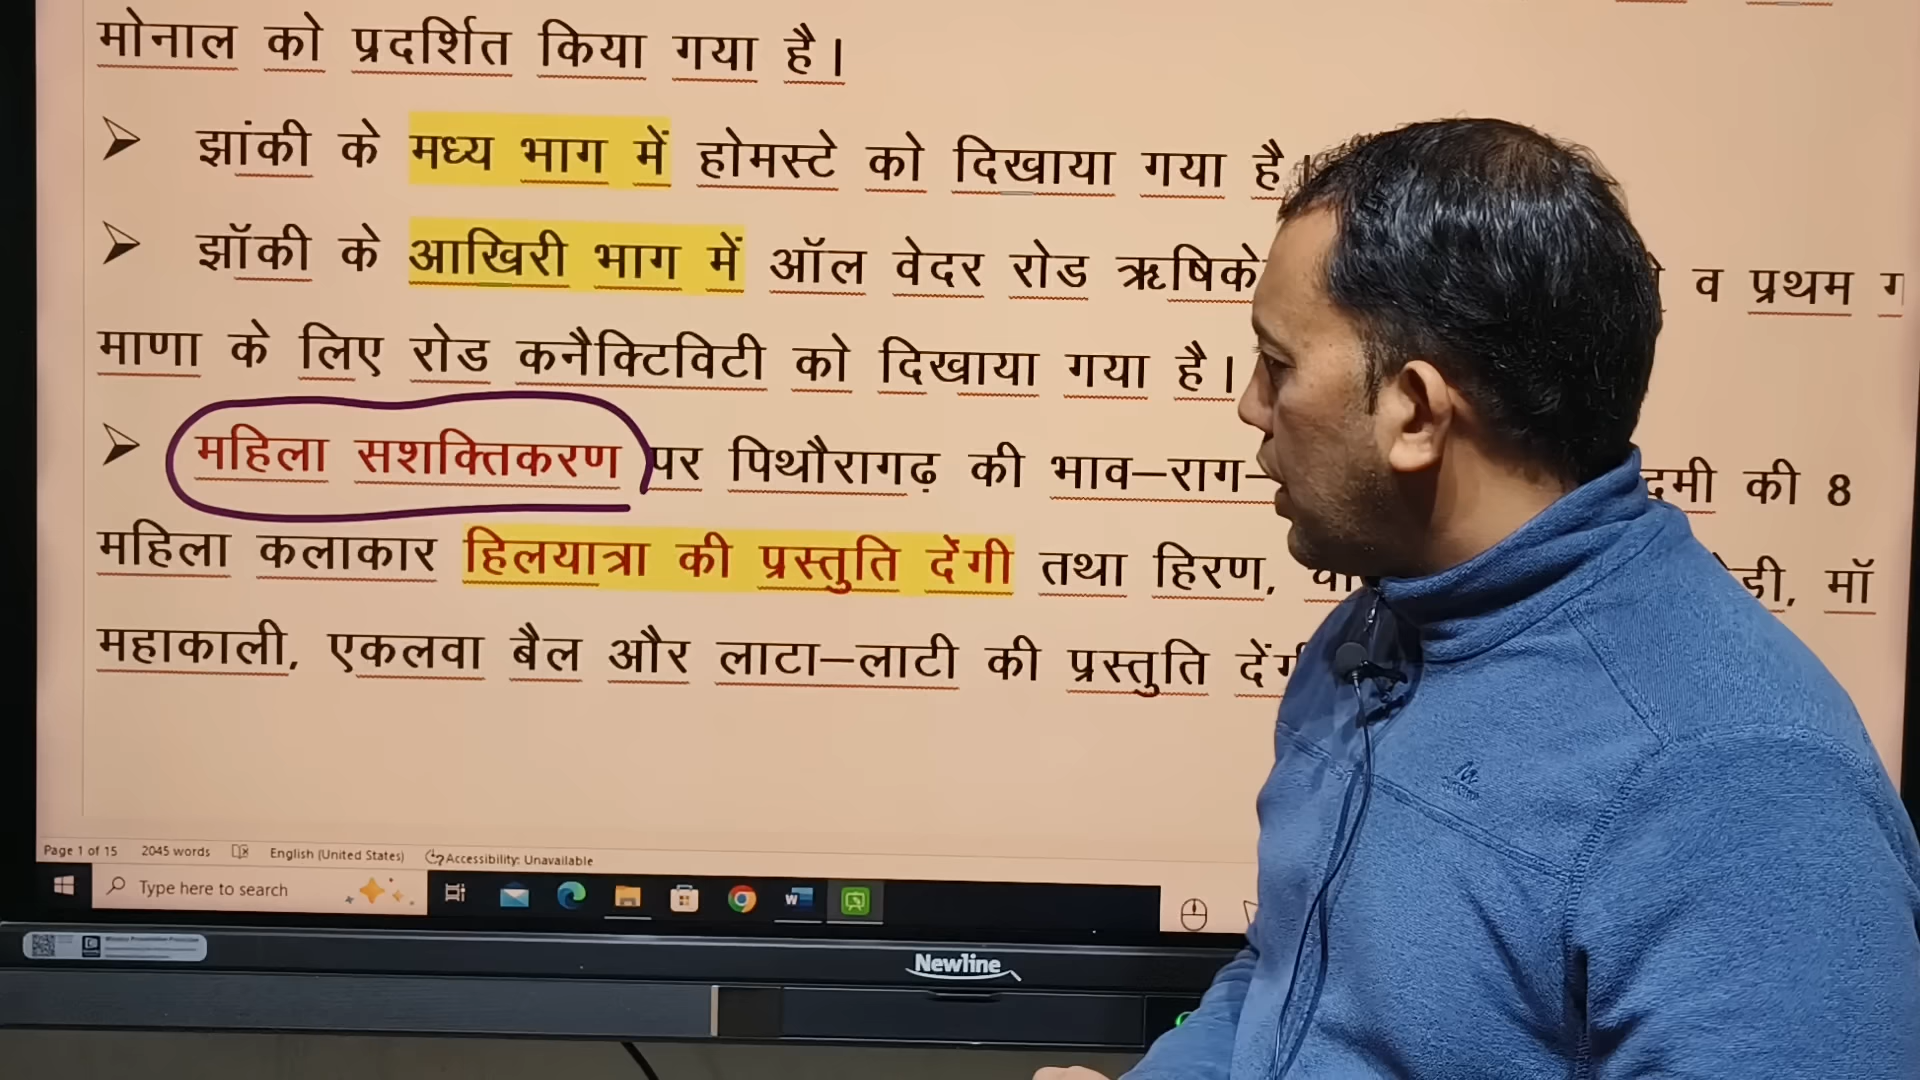 मोनाल को प्रदर्शित किया गया है।
➢ झांकी के मध्य भाग में होमस्टे को दिखाया गया है।
➢ झॉकी के आखिरी भाग में ऑल वेदर रोड व प्रथम
माणा के लिए रोड कनैक्टिविटी को दिखाया गया है।
➢ महिला सशक्तिकरण पर पिथौरागढ़ की भाव–राग– की 8
महिला कलाकार हिलयात्रा की प्रस्तुति देंगी तथा हिरण, मॉ
महाकाली, एकलवा बैल और लाटा–लाटी की प्रस्तुति
Page 1 of 15 2045 words English (United States) Accessibility: Unavailable
Type here to search
Newline